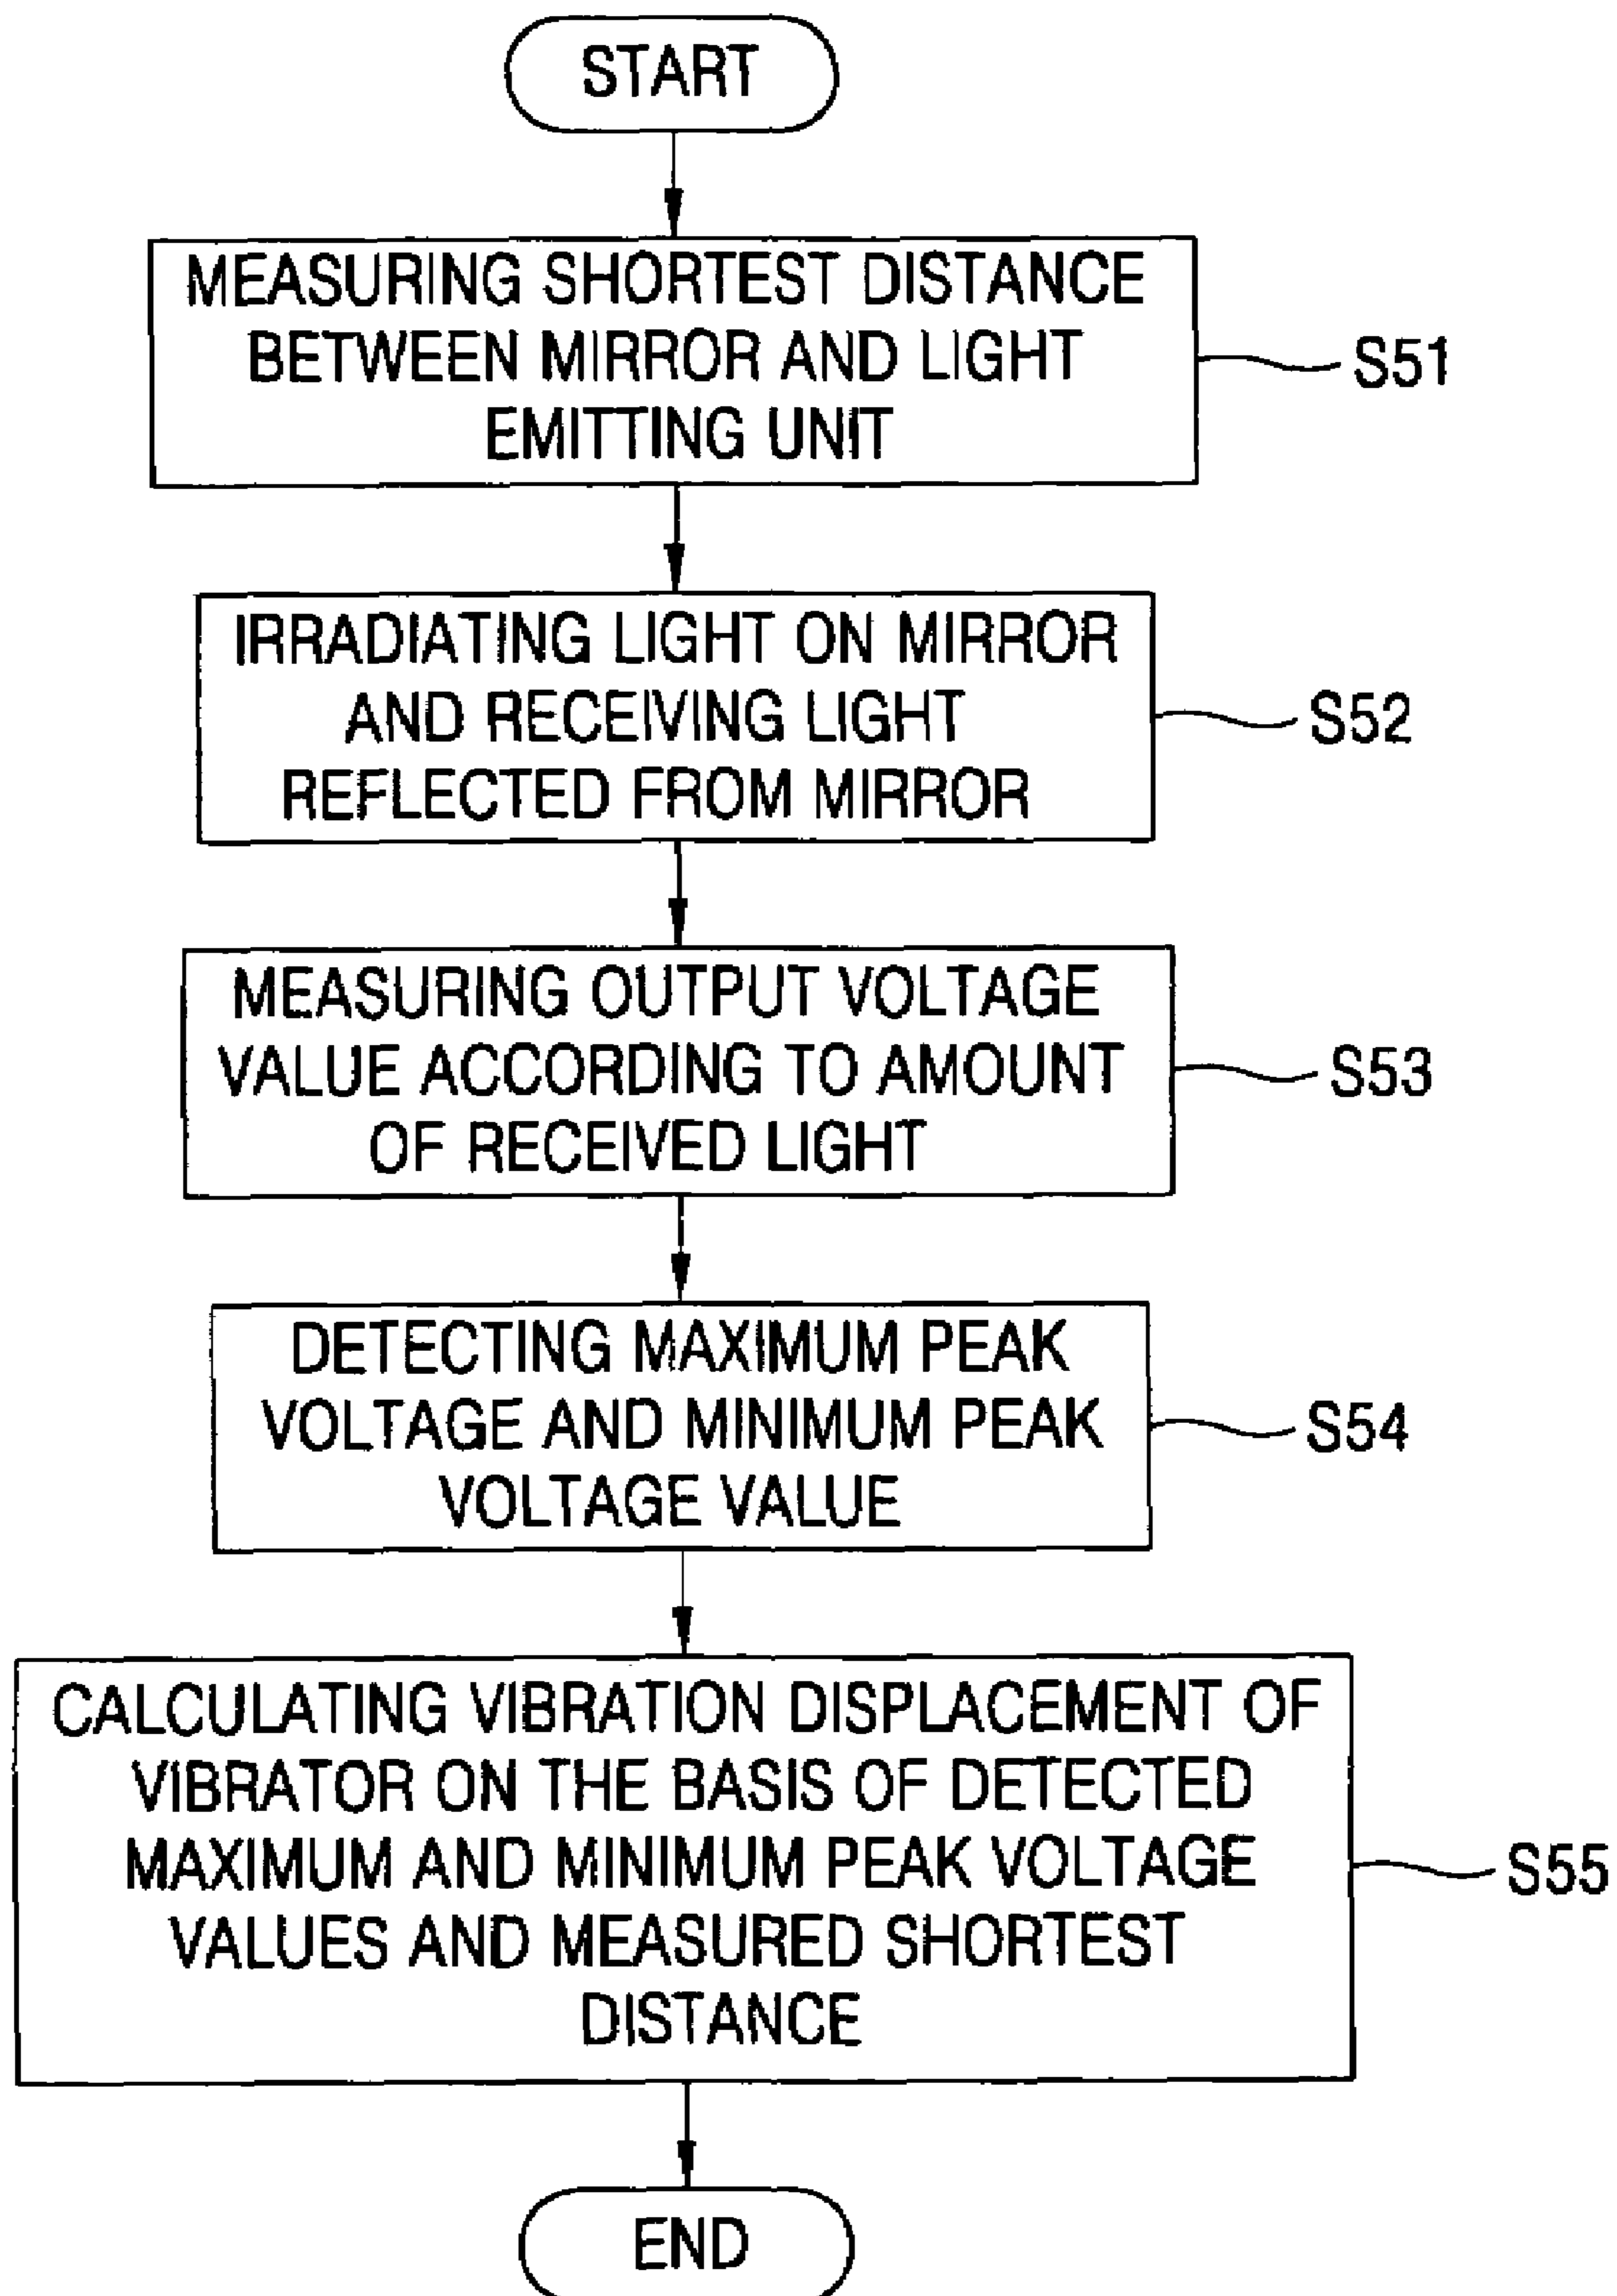 START
MEASURING SHORTEST DISTANCE
BETWEEN MIRROR AND LIGHT
EMITTING UNIT
S51
IRRADIATING LIGHT ON MIRROR
AND RECEIVING LIGHT
REFLECTED FROM MIRROR
S52
MEASURING OUTPUT VOLTAGE
VALUE ACCORDING TO AMOUNT
OF RECEIVED LIGHT
S53
DETECTING MAXIMUM PEAK
VOLTAGE AND MINIMUM PEAK
VOLTAGE VALUE
S54
CALCULATING VIBRATION DISPLACEMENT OF
VIBRATOR ON THE BASIS OF DETECTED
MAXIMUM AND MINIMUM PEAK VOLTAGE
VALUES AND MEASURED SHORTEST
DISTANCE
S55
END